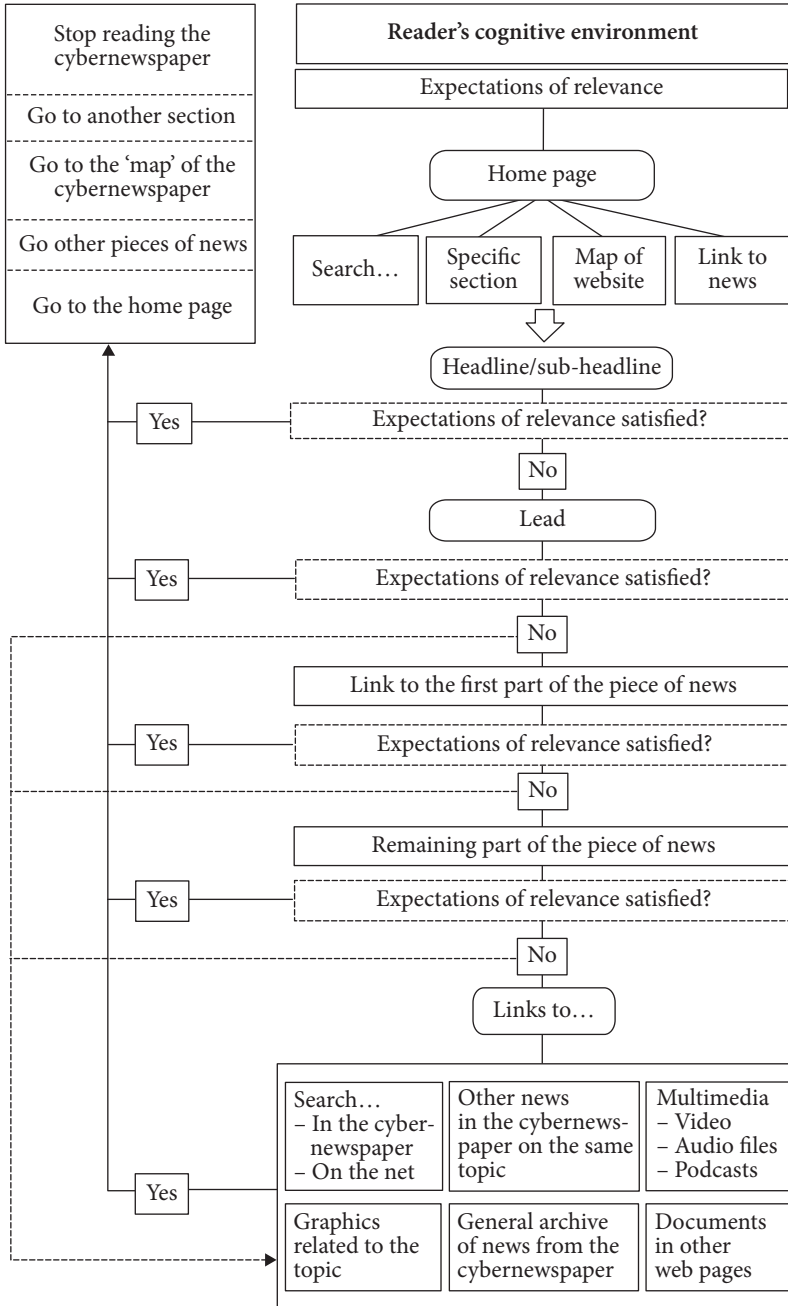 Stop reading the
cybernewspaper
Go to another section
Go to the ‘map’ of the
cybernewspaper
Go other pieces of news
Go to the home page
Reader’s cognitive environment
Expectations of relevance
Home page
Search…
Specific
section
Map of
website
Link to
news
Headline/sub-headline
Yes
Expectations of relevance satisfied?
No
Lead
Yes
Expectations of relevance satisfied?
No
Link to the first part of the piece of news
Yes
Expectations of relevance satisfied?
No
Remaining part of the piece of news
Yes
Expectations of relevance satisfied?
No
Links to…
Search…
– In the cyber-
newspaper
– On the net
Other news
in the cybernews-
paper on the same
topic
Multimedia
– Video
– Audio files
– Podcasts
Yes
Graphics
related to the
topic
General archive
of news from the
cybernewspaper
Documents
in other
web pages